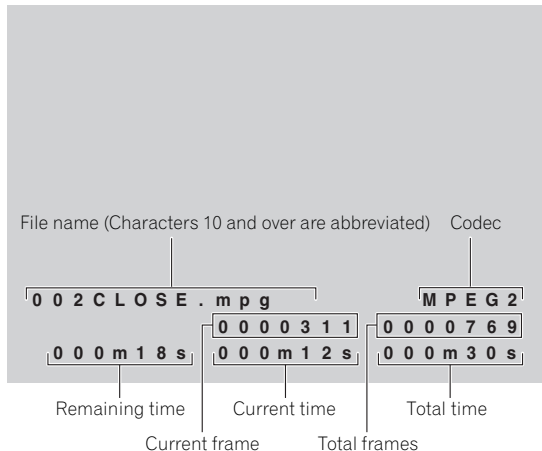 File name (Characters 10 and over are abbreviated) Codec
002CLOSE.mpg MPEG2
0000311 0000769
000m18s 000m12s 000m30s
Remaining time Current time Total time
Current frame Total frames